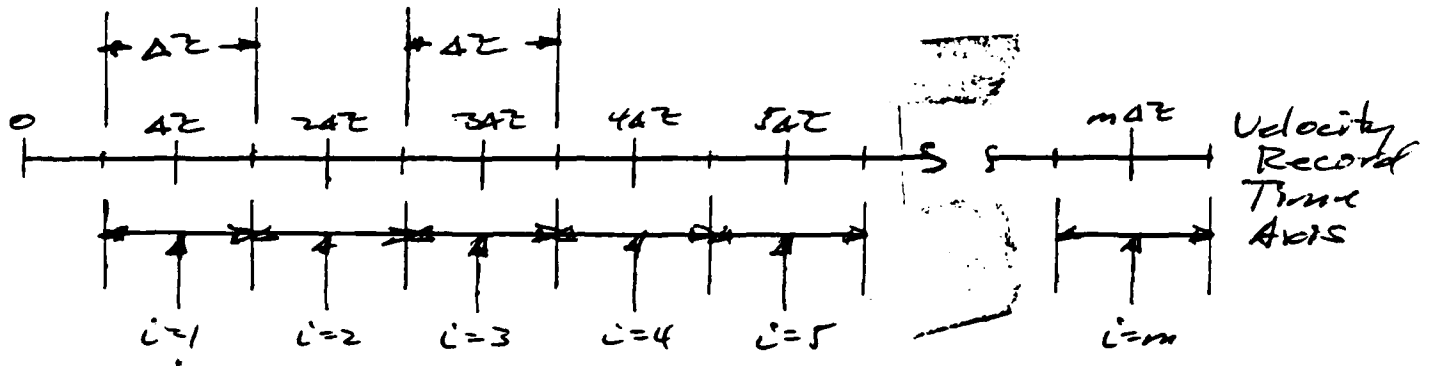 Δτ Δτ
0 Δτ 2Δτ 3Δτ 4Δτ 5Δτ mΔτ
Velocity
Record
Time
Axis
i=1 i=2 i=3 i=4 i=5 i=m